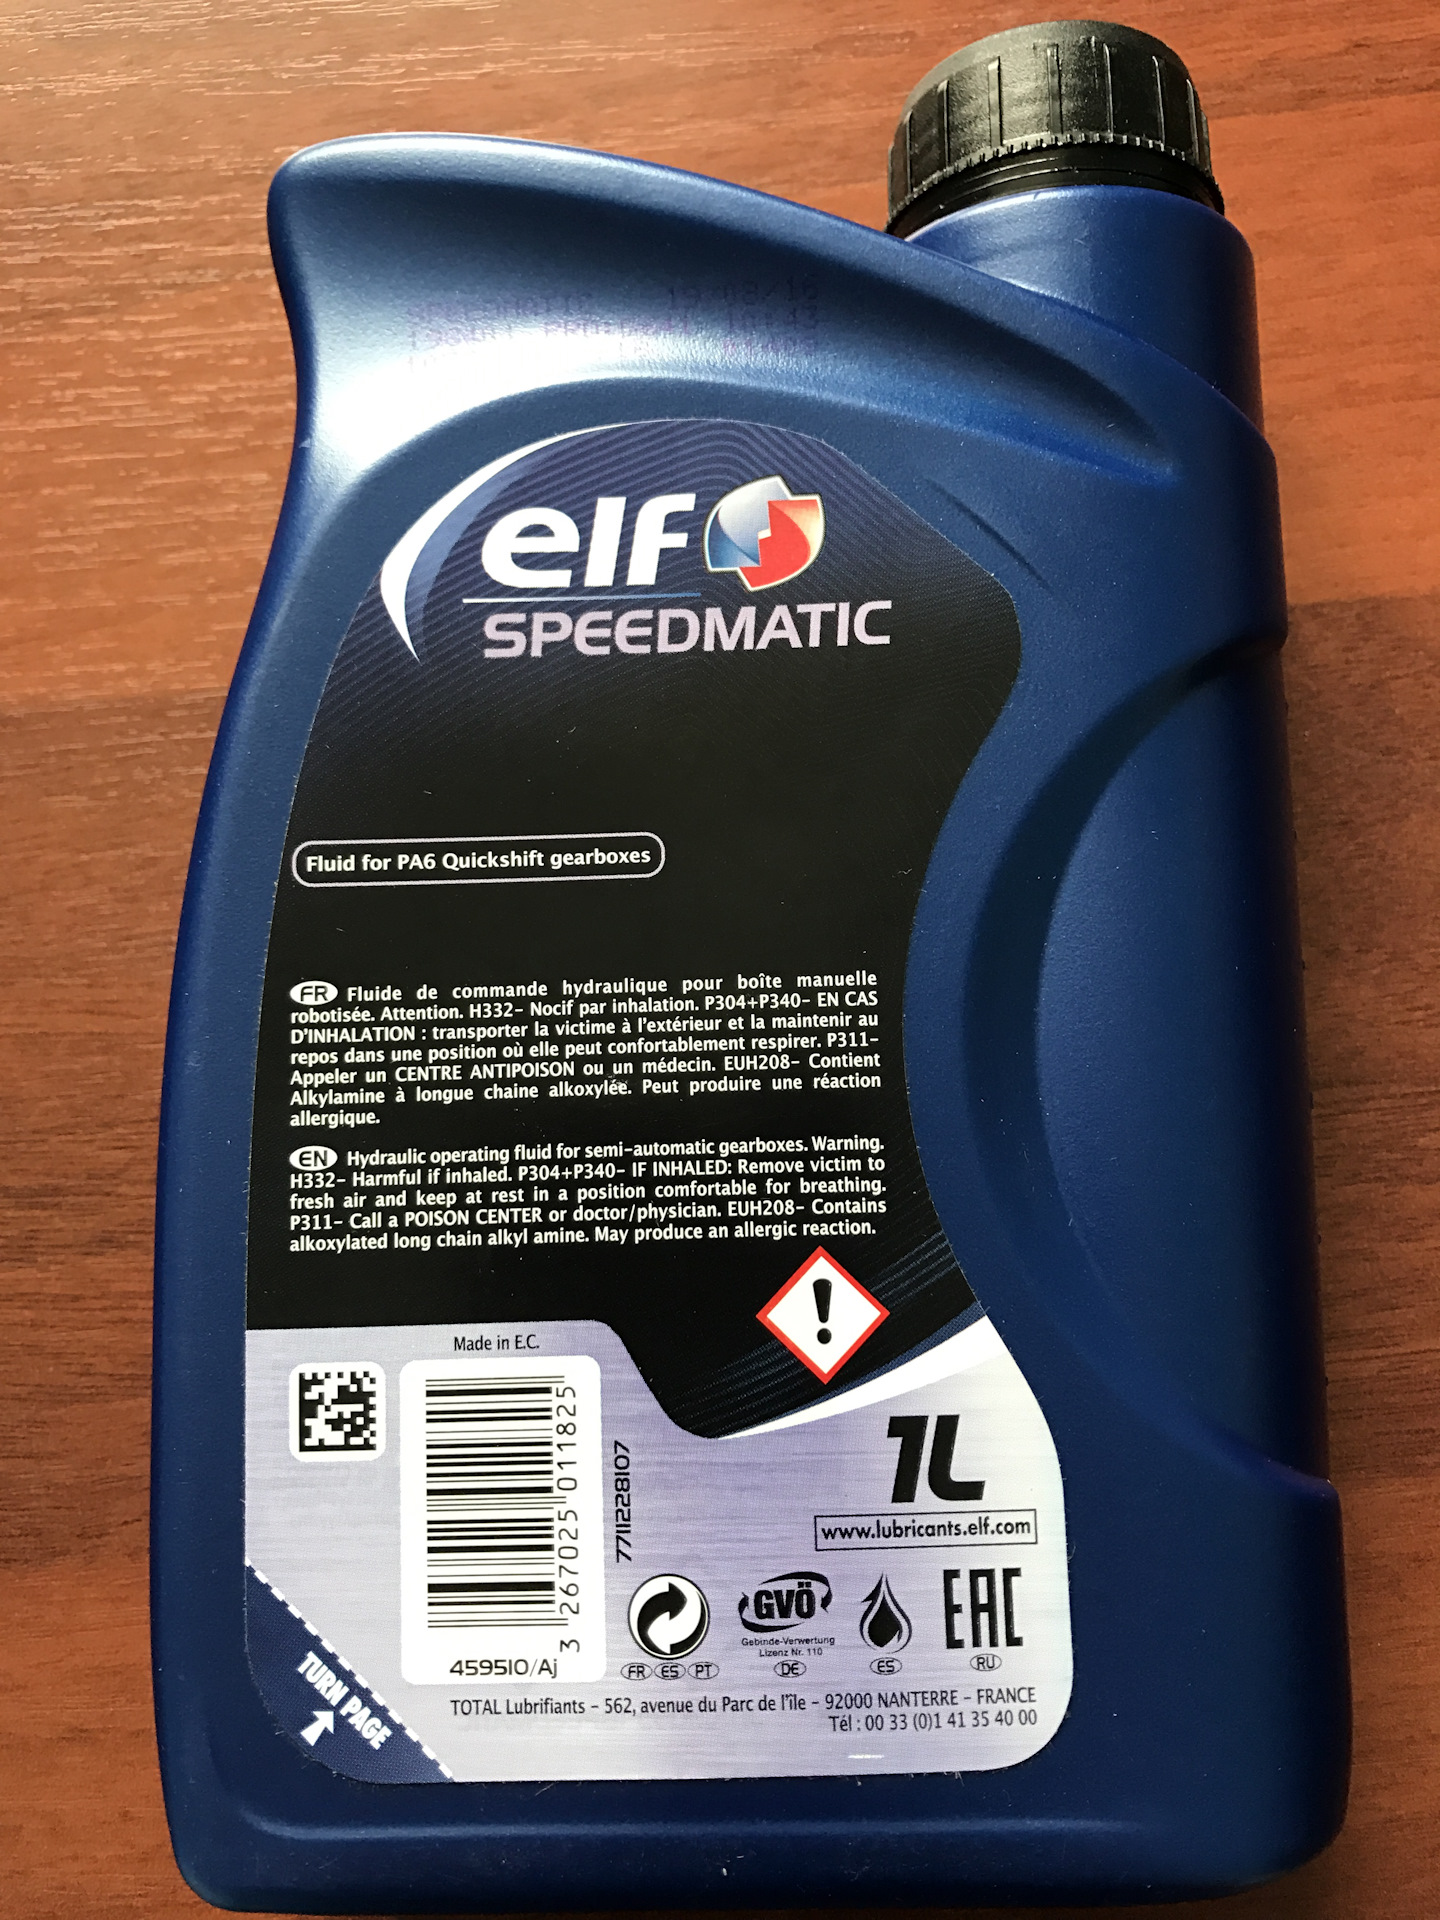 SPEEDMATIC
elf
SPEEDMATIC
Fluid for PA6 Quickshift gearboxes
FR Fluide de commande hydraulique pour boîte manuelle
robotisée. Attention. H332- Nocif par inhalation. P304+P340- EN CAS
D'INHALATION : transporter la victime à l'extérieur et la maintenir au
repos dans une position où elle peut confortablement respirer. P311-
Appeler un CENTRE ANTIPOISON ou un médecin. EUH208- Contient
Alkylamine à longue chaine alkoxylée. Peut produire une réaction
allergique.
EN Hydraulic operating fluid for semi-automatic gearboxes. Warning.
H332- Harmful if inhaled. P304+P340- IF INHALED: Remove victim to
fresh air and keep at rest in a position comfortable for breathing.
P311- Call a POISON CENTER or doctor/physician. EUH208- Contains
alkoxylated long chain alkyl amine. May produce an allergic reaction.
Made in E.C.
3 267025 011825
459510/Aj
7711228107
1L
www.lubricants.elf.com
GVÖ
Gebinde-Verwertung
Lizenz Nr. 110
EAC
FR ES PT DE ES RU
TURN PAGE
TOTAL Lubrifiants - 562, avenue du Parc de l'île - 92000 NANTERRE - FRANCE
Tél : 00 33 (0)1 41 35 40 00